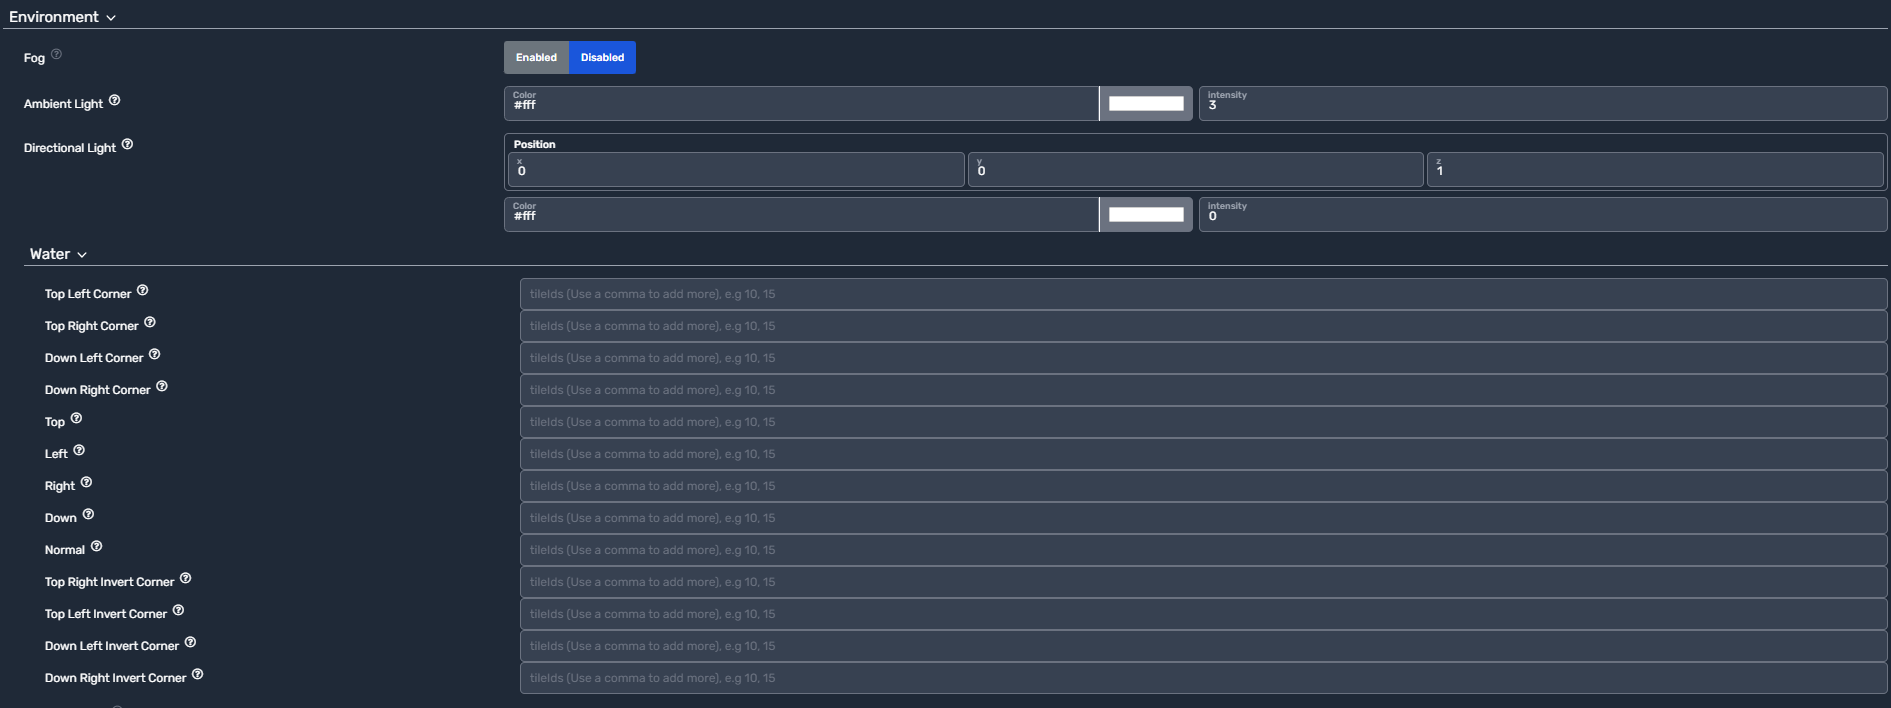 Environment
Fog
Enabled Disabled
Ambient Light
Color
#fff
intensity
3
Directional Light
Position
x
0
y
0
z
1
Color
#fff
intensity
0
Water
Top Left Corner
tileIds (Use a comma to add more), e.g 10, 15
Top Right Corner
tileIds (Use a comma to add more), e.g 10, 15
Down Left Corner
tileIds (Use a comma to add more), e.g 10, 15
Down Right Corner
tileIds (Use a comma to add more), e.g 10, 15
Top
tileIds (Use a comma to add more), e.g 10, 15
Left
tileIds (Use a comma to add more), e.g 10, 15
Right
tileIds (Use a comma to add more), e.g 10, 15
Down
tileIds (Use a comma to add more), e.g 10, 15
Normal
tileIds (Use a comma to add more), e.g 10, 15
Top Right Invert Corner
tileIds (Use a comma to add more), e.g 10, 15
Top Left Invert Corner
tileIds (Use a comma to add more), e.g 10, 15
Down Left Invert Corner
tileIds (Use a comma to add more), e.g 10, 15
Down Right Invert Corner
tileIds (Use a comma to add more), e.g 10, 15